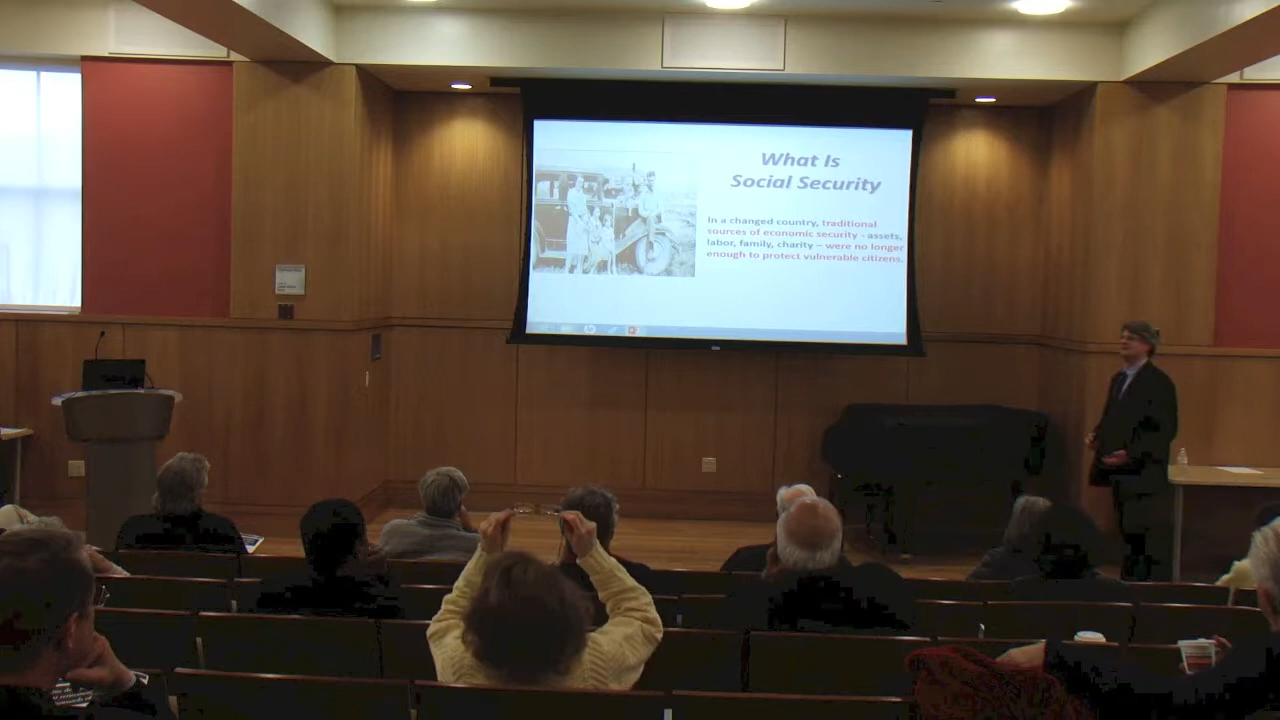 What Is
Social Security
In a changed country, traditional
sources of economic security - assets,
labor, family, charity – were no longer
enough to protect vulnerable citizens.